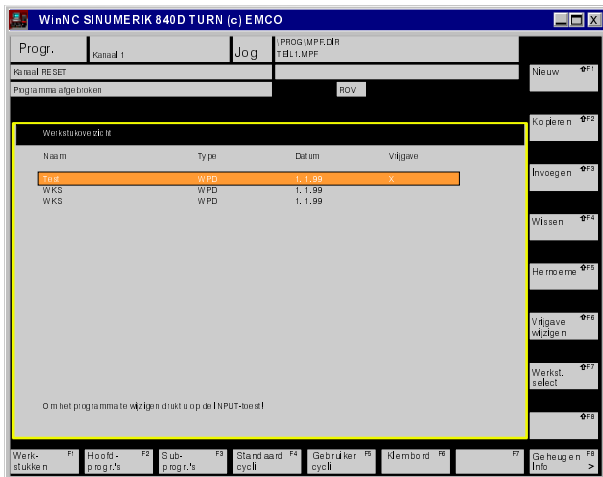 WinNC SINUMERIK 840D TURN (c) EMCO
Progr.
Kanaal 1
Jog
\PROG\MPF.DIR
TEIL1.MPF
Kanaal RESET
Programma afgebroken
ROV
Werkstukoverzicht
Naam Type Datum Vrijgave
Test WPD 1. 1.99 X
WKS WPD 1. 1.99
WKS WPD 1. 1.99
Om het programma te wijzigen drukt u op de INPUT-toest!
Nieuw F1
Kopieren F2
Invoegen F3
Wissen F4
Hernoeme F5
Vrijgave F6
wijzigen
Werkst. F7
select
F8
Werk- F1
stukken
Hoofd- F2
progr.'s
Sub- F3
progr.'s
Standaard F4
cycli
Gebruiker F5
cycli
Klembord F6
F7
Geheugen F8
Info >